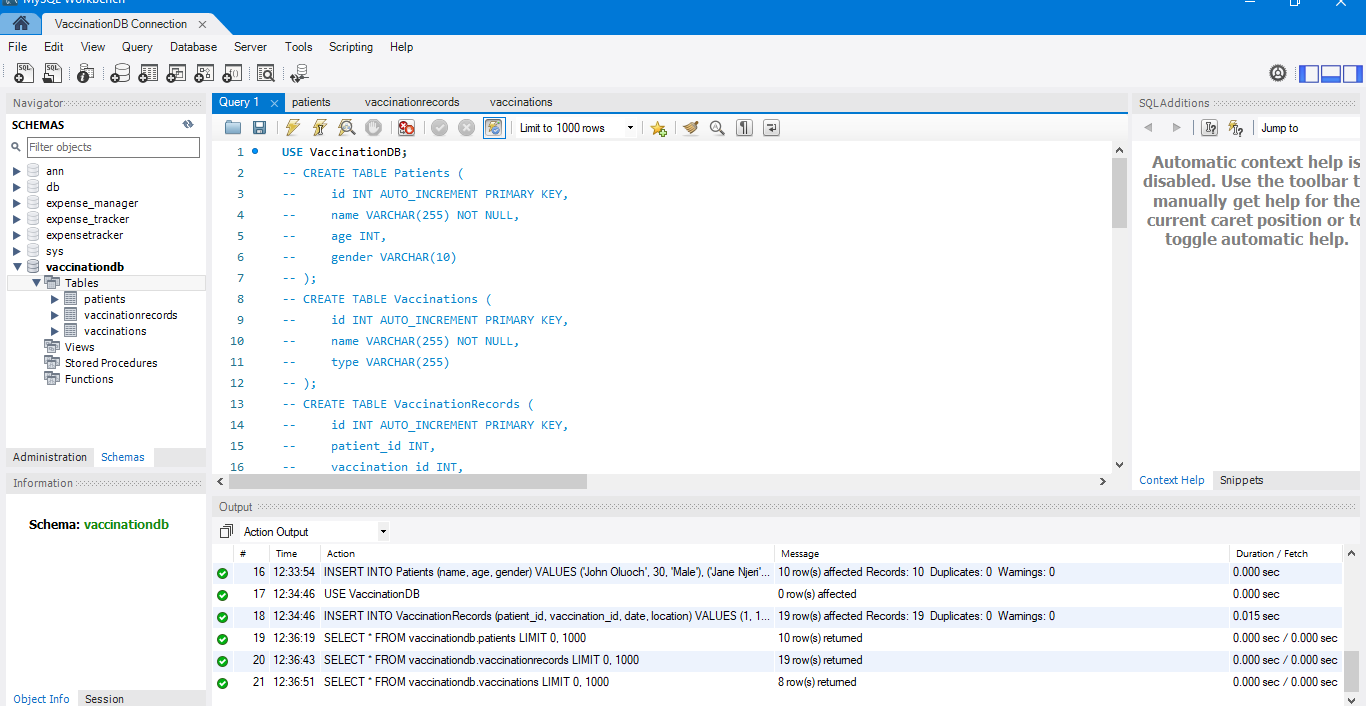 MySQL Workbench
VaccinationDB Connection
File Edit View Query Database Server Tools Scripting Help
Navigator
SCHEMAS
Filter objects
ann
db
expense_manager
expense_tracker
expensetracker
sys
vaccinationdb
Tables
patients
vaccinationrecords
vaccinations
Views
Stored Procedures
Functions
Administration Schemas
Information
Schema: vaccinationdb
Object Info Session
Query 1 patients vaccinationrecords vaccinations
Limit to 1000 rows
1 USE VaccinationDB;
2 -- CREATE TABLE Patients (
3 -- id INT AUTO_INCREMENT PRIMARY KEY,
4 -- name VARCHAR(255) NOT NULL,
5 -- age INT,
6 -- gender VARCHAR(10)
7 -- );
8 -- CREATE TABLE Vaccinations (
9 -- id INT AUTO_INCREMENT PRIMARY KEY,
10 -- name VARCHAR(255) NOT NULL,
11 -- type VARCHAR(255)
12 -- );
13 -- CREATE TABLE VaccinationRecords (
14 -- id INT AUTO_INCREMENT PRIMARY KEY,
15 -- patient_id INT,
16 -- vaccination_id INT,
SQLAdditions
Jump to
Automatic context help is
disabled. Use the toolbar t
manually get help for the
current caret position or to
toggle automatic help.
Context Help Snippets
Output
Action Output
# Time Action Message Duration / Fetch
16 12:33:54 INSERT INTO Patients (name, age, gender) VALUES ('John Oluoch', 30, 'Male'), ('Jane Njeri'... 10 row(s) affected Records: 10 Duplicates: 0 Warnings: 0 0.000 sec
17 12:34:46 USE VaccinationDB 0 row(s) affected 0.000 sec
18 12:34:46 INSERT INTO VaccinationRecords (patient_id, vaccination_id, date, location) VALUES (1, 1... 19 row(s) affected Records: 19 Duplicates: 0 Warnings: 0 0.015 sec
19 12:36:19 SELECT * FROM vaccinationdb.patients LIMIT 0, 1000 10 row(s) returned 0.000 sec / 0.000 sec
20 12:36:43 SELECT * FROM vaccinationdb.vaccinationrecords LIMIT 0, 1000 19 row(s) returned 0.000 sec / 0.000 sec
21 12:36:51 SELECT * FROM vaccinationdb.vaccinations LIMIT 0, 1000 8 row(s) returned 0.000 sec / 0.000 sec